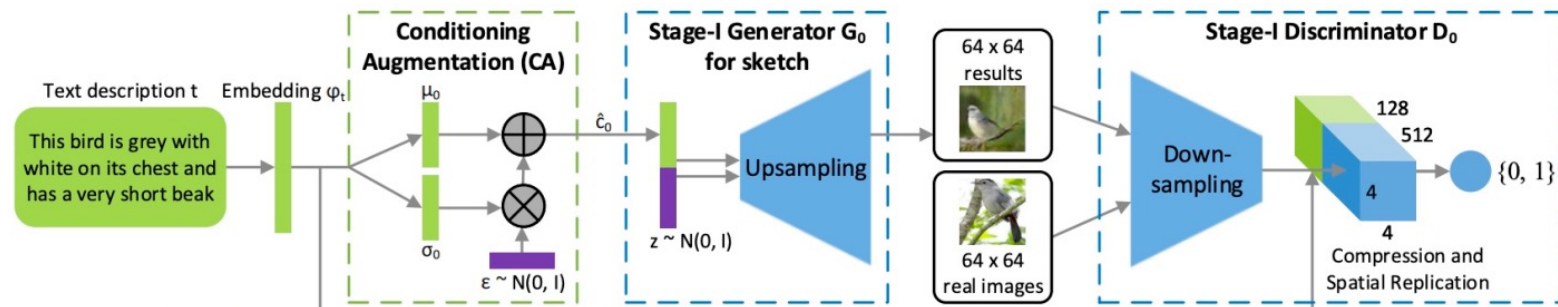 Text description t
This bird is grey with
white on its chest and
has a very short beak
Embedding φₜ
Conditioning
Augmentation (CA)
μ₀
σ₀
ε ~ N(0, I)
ĉ₀
Stage-I Generator G₀
for sketch
z ~ N(0, I)
Upsampling
64 x 64
results
64 x 64
real images
Stage-I Discriminator D₀
Down-
sampling
128
512
4
4
{0, 1}
Compression and
Spatial Replication